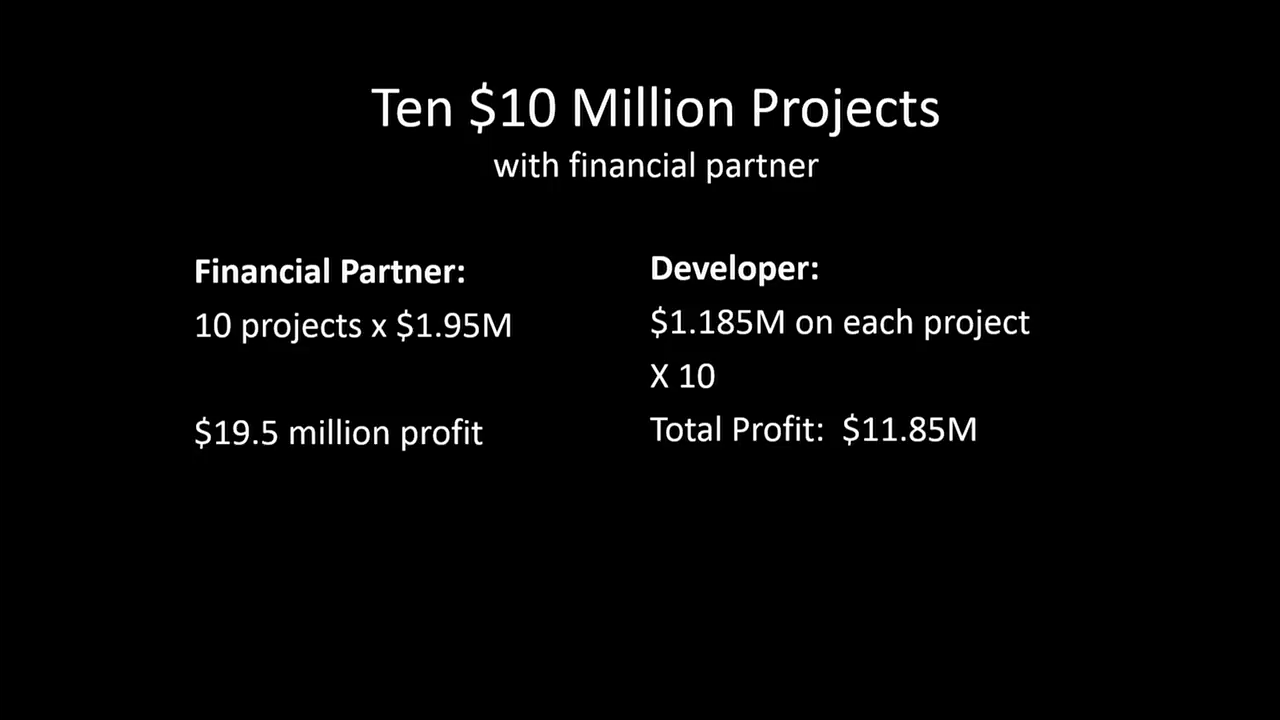 Ten $10 Million Projects
with financial partner
Financial Partner:
10 projects x $1.95M
$19.5 million profit
Developer:
$1.185M on each project
X 10
Total Profit: $11.85M